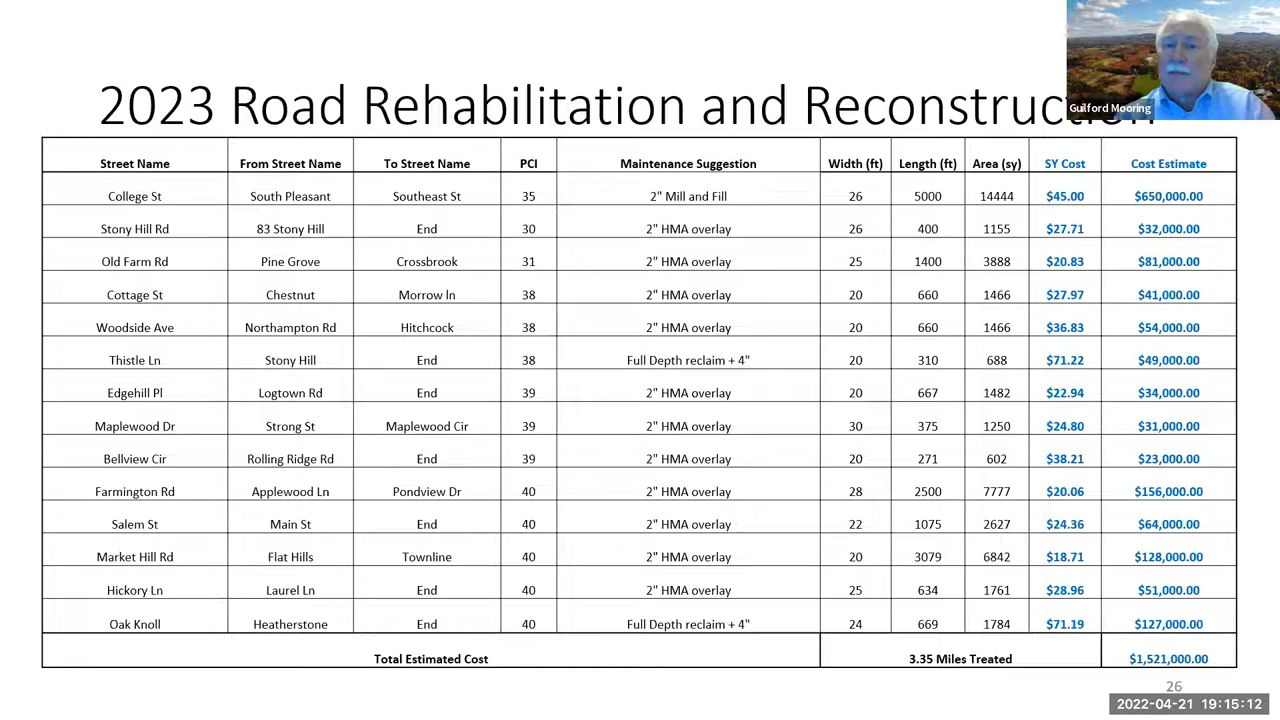 2023 Road Rehabilitation and Reconstruction
Guilford Mooring
Street Name From Street Name To Street Name PCI Maintenance Suggestion Width (ft) Length (ft) Area (sy) SY Cost Cost Estimate
College St South Pleasant Southeast St 35 2" Mill and Fill 26 5000 14444 $45.00 $650,000.00
Stony Hill Rd 83 Stony Hill End 30 2" HMA overlay 26 400 1155 $27.71 $32,000.00
Old Farm Rd Pine Grove Crossbrook 31 2" HMA overlay 25 1400 3888 $20.83 $81,000.00
Cottage St Chestnut Morrow ln 38 2" HMA overlay 20 660 1466 $27.97 $41,000.00
Woodside Ave Northampton Rd Hitchcock 38 2" HMA overlay 20 660 1466 $36.83 $54,000.00
Thistle Ln Stony Hill End 38 Full Depth reclaim + 4" 20 310 688 $71.22 $49,000.00
Edgehill Pl Logtown Rd End 39 2" HMA overlay 20 667 1482 $22.94 $34,000.00
Maplewood Dr Strong St Maplewood Cir 39 2" HMA overlay 30 375 1250 $24.80 $31,000.00
Bellview Cir Rolling Ridge Rd End 39 2" HMA overlay 20 271 602 $38.21 $23,000.00
Farmington Rd Applewood Ln Pondview Dr 40 2" HMA overlay 28 2500 7777 $20.06 $156,000.00
Salem St Main St End 40 2" HMA overlay 22 1075 2627 $24.36 $64,000.00
Market Hill Rd Flat Hills Townline 40 2" HMA overlay 20 3079 6842 $18.71 $128,000.00
Hickory Ln Laurel Ln End 40 2" HMA overlay 25 634 1761 $28.96 $51,000.00
Oak Knoll Heatherstone End 40 Full Depth reclaim + 4" 24 669 1784 $71.19 $127,000.00
Total Estimated Cost 3.35 Miles Treated $1,521,000.00
26
2022-04-21 19:15:12